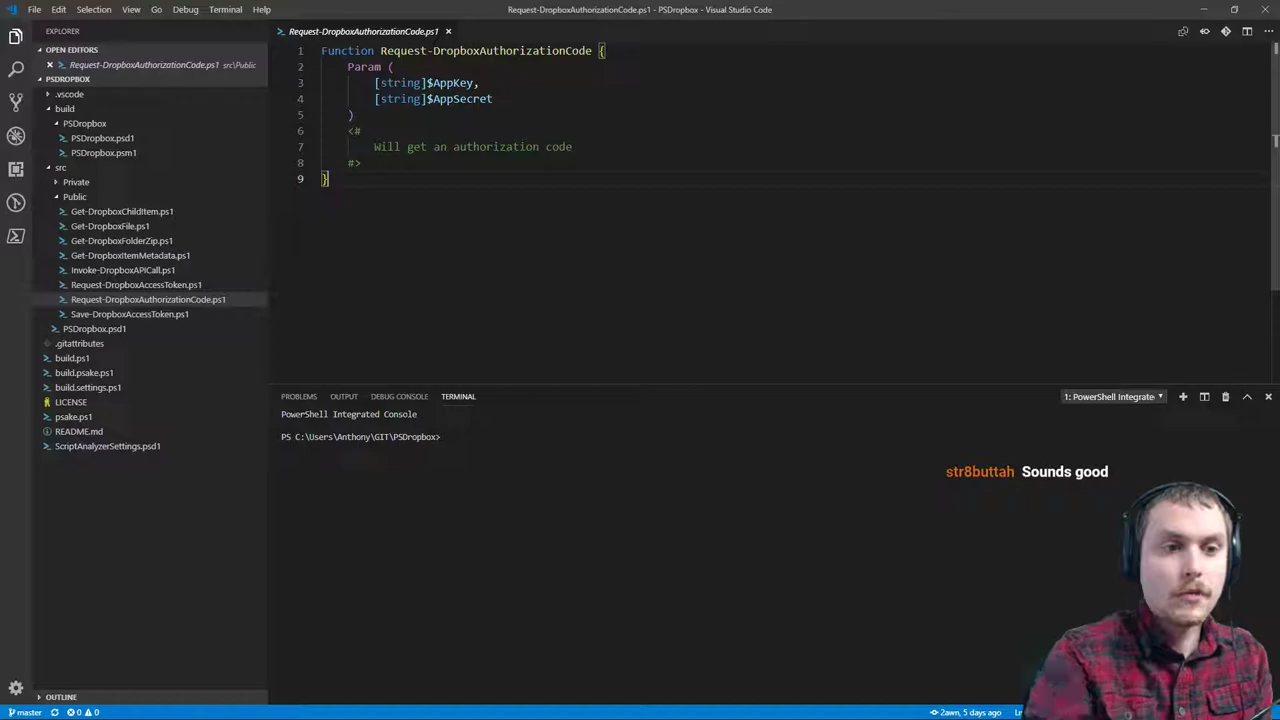 File Edit Selection View Go Debug Terminal Help
Request-DropboxAuthorizationCode.ps1 - PSDropbox - Visual Studio Code
EXPLORER
OPEN EDITORS
Request-DropboxAuthorizationCode.ps1 src\Public
PSDROPBOX
.vscode
build
PSDropbox
PSDropbox.psd1
PSDropbox.psm1
src
Private
Public
Get-DropboxChildItem.ps1
Get-DropboxFile.ps1
Get-DropboxFolderZip.ps1
Get-DropboxItemMetadata.ps1
Invoke-DropboxAPICall.ps1
Request-DropboxAccessToken.ps1
Request-DropboxAuthorizationCode.ps1
Save-DropboxAccessToken.ps1
PSDropbox.psd1
.gitattributes
build.ps1
build.psake.ps1
build.settings.ps1
LICENSE
psake.ps1
README.md
ScriptAnalyzerSettings.psd1
OUTLINE
Request-DropboxAuthorizationCode.ps1
1 Function Request-DropboxAuthorizationCode {
2 Param (
3 [string]$AppKey,
4 [string]$AppSecret
5 )
6 <#
7 Will get an authorization code
8 #>
9 }
PROBLEMS OUTPUT DEBUG CONSOLE TERMINAL
1: PowerShell Integrate
PowerShell Integrated Console
PS C:\Users\Anthony\GIT\PSDropbox>
str8buttah Sounds good
master 0 0
2awn, 5 days ago